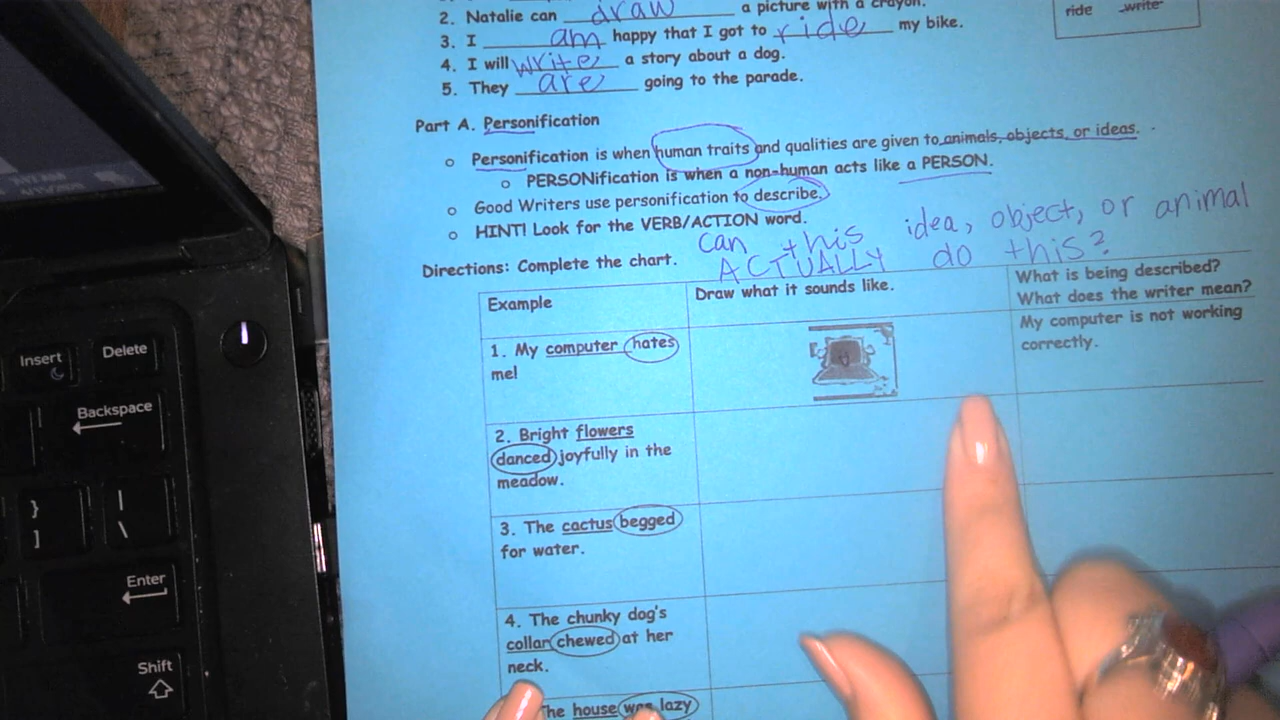 2. Natalie can draw a picture with a crayon.
3. I am happy that I got to ride my bike.
4. I will write a story about a dog.
5. They are going to the parade.
ride write
Part A. Personification
Personification is when human traits and qualities are given to animals, objects, or ideas.
PERSONification is when a non-human acts like a PERSON.
Good Writers use personification to describe.
HINT! Look for the VERB/ACTION word.
can this idea, object, or animal
ACTUALLY do this?
Directions: Complete the chart.
Example
Draw what it sounds like.
What is being described?
What does the writer mean?
1. My computer hates
me!
My computer is not working
correctly.
2. Bright flowers
danced joyfully in the
meadow.
3. The cactus begged
for water.
4. The chunky dog's
collar chewed at her
neck.
The house was lazy
Insert
Delete
Backspace
}
]
|
\
Enter
Shift